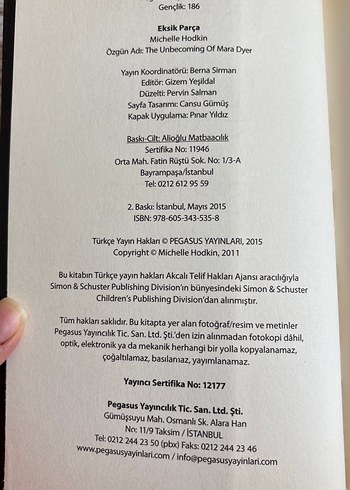 Gençlik: 186
Eksik Parça
Michelle Hodkin
Özgün Adı: The Unbecoming Of Mara Dyer
Yayın Koordinatörü: Berna Sirman
Editör: Gizem Yeşildal
Düzelti: Pervin Salman
Sayfa Tasarımı: Cansu Gümüş
Kapak Uygulama: Pınar Yıldız
Baskı-Cilt: Alioğlu Matbaacılık
Sertifika No: 11946
Orta Mah. Fatin Rüştü Sok. No: 1/3-A
Bayrampaşa/İstanbul
Tel: 0212 612 95 59
2. Baskı: İstanbul, Mayıs 2015
ISBN: 978-605-343-535-8
Türkçe Yayın Hakları © PEGASUS YAYINLARI, 2015
Copyright © Michelle Hodkin, 2011
Bu kitabın Türkçe yayın hakları Akcalı Telif Hakları Ajansı aracılığıyla
Simon & Schuster Publishing Division'ın bünyesindeki Simon & Schuster
Children's Publishing Division'dan alınmıştır.
Tüm hakları saklıdır. Bu kitapta yer alan fotoğraf/resim ve metinler
Pegasus Yayıncılık Tic. San. Ltd. Şti.'den izin alınmadan fotokopi dâhil,
optik, elektronik ya da mekanik herhangi bir yolla kopyalanamaz,
çoğaltılamaz, basılanıaz, yayımlanamaz.
Yayıncı Sertifika No: 12177
Pegasus Yayıncılık Tic. San. Ltd. Şti.
Gümüşsuyu Mah. Osmanlı Sk. Alara Han
No: 11/9 Taksim / İSTANBUL
Tel: 0212 244 23 50 (pbx) Faks: 0212 244 23 46
www.pegasusyayinlari.com / info@pegasusyayinlari.com